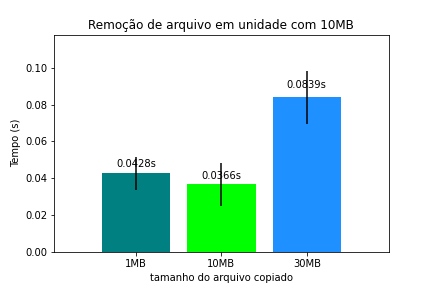 Remoção de arquivo em unidade com 10MB
Tempo (s)
0.10
0.08
0.06
0.04
0.02
0.00
0.0428s
0.0366s
0.0839s
1MB
10MB
30MB
tamanho do arquivo copiado